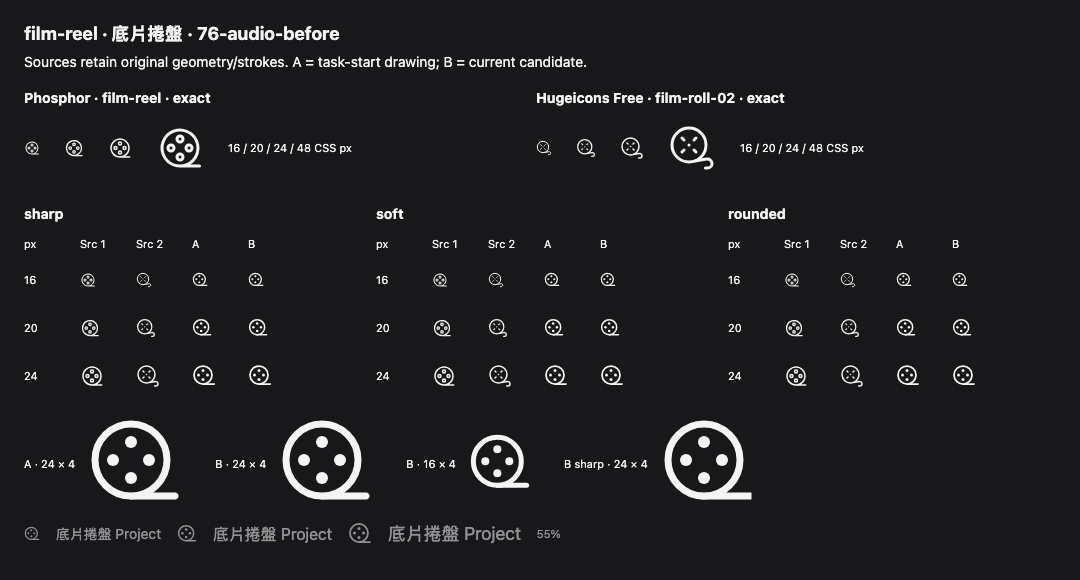 film-reel · 底片捲盤 · 76-audio-before
Sources retain original geometry/strokes. A = task-start drawing; B = current candidate.
Phosphor · film-reel · exact
Hugeicons Free · film-roll-02 · exact
16 / 20 / 24 / 48 CSS px
16 / 20 / 24 / 48 CSS px
sharp
soft
rounded
px Src 1 Src 2 A B
px Src 1 Src 2 A B
px Src 1 Src 2 A B
16
16
16
20
20
20
24
24
24
A · 24 × 4
B · 24 × 4
B · 16 × 4
B sharp · 24 × 4
底片捲盤 Project
底片捲盤 Project
底片捲盤 Project
55%